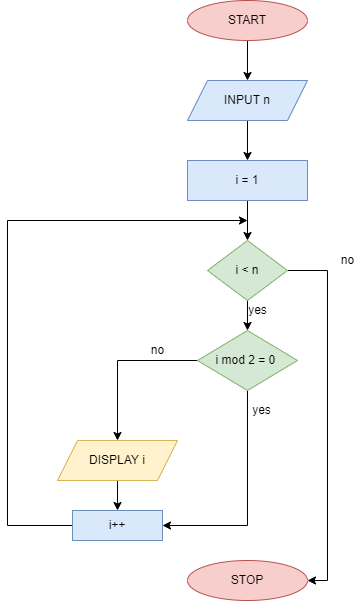 START
INPUT n
i = 1
i < n
no
yes
i mod 2 = 0
no
yes
DISPLAY i
i++
STOP